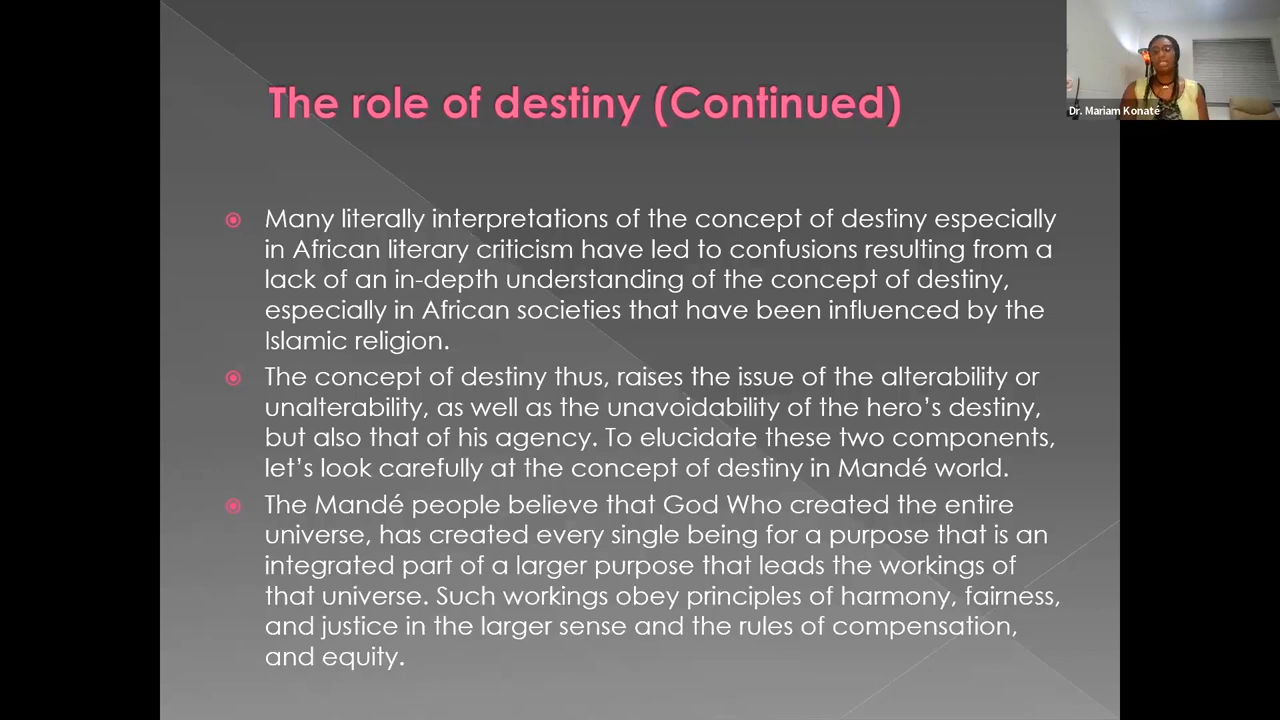 The role of destiny (Continued)
Dr. Mariam Konaté
Many literally interpretations of the concept of destiny especially
in African literary criticism have led to confusions resulting from a
lack of an in-depth understanding of the concept of destiny,
especially in African societies that have been influenced by the
Islamic religion.
The concept of destiny thus, raises the issue of the alterability or
unalterability, as well as the unavoidability of the hero’s destiny,
but also that of his agency. To elucidate these two components,
let’s look carefully at the concept of destiny in Mandé world.
The Mandé people believe that God Who created the entire
universe, has created every single being for a purpose that is an
integrated part of a larger purpose that leads the workings of
that universe. Such workings obey principles of harmony, fairness,
and justice in the larger sense and the rules of compensation,
and equity.